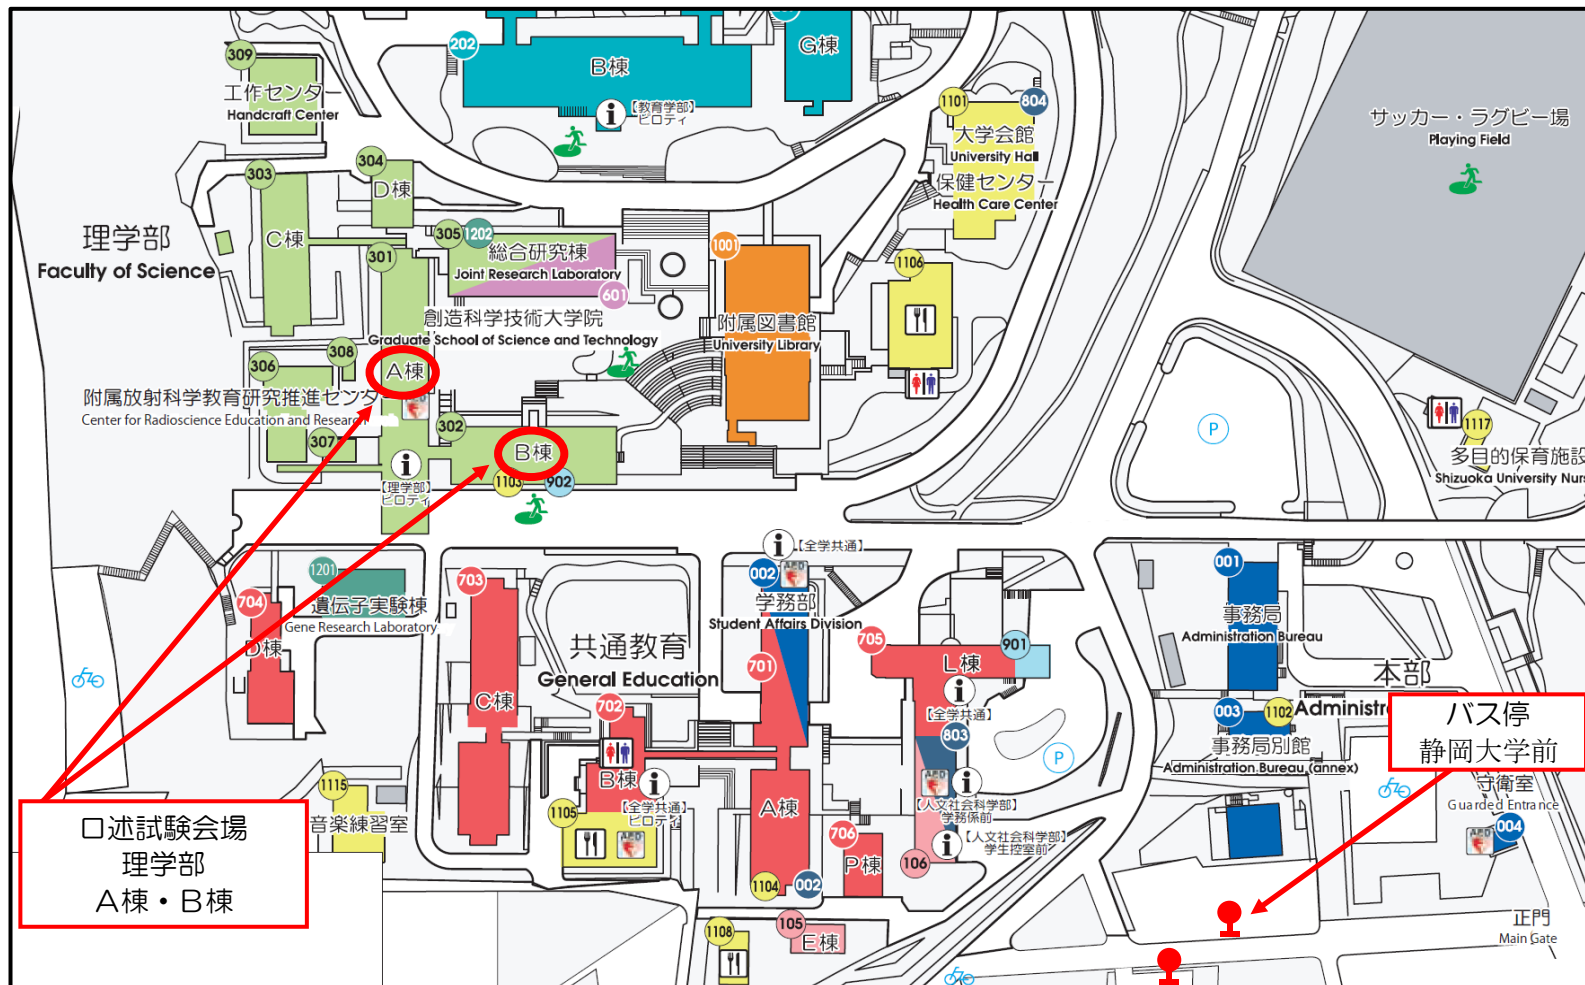 202
B棟
G棟
【教育学部】
ピロティ
309
工作センター
Handcraft Center
1101
804
大学会館
University Hall
保健センター
Health Care Center
サッカー・ラグビー場
Playing Field
303
304
D棟
C棟
理学部
Faculty of Science
301
305
1202
総合研究棟
Joint Research Laboratory
601
創造科学技術大学院
Graduate School of Science and Technology
1001
附属図書館
University Library
1106
306
308
A棟
附属放射科学教育研究推進センター
Center for Radioscience Education and Research
307
302
B棟
1103
902
【理学部】
ピロティ
P
1117
多目的保育施設
Shizuoka University Nurs
1201
遺伝子実験棟
Gene Research Laboratory
704
D棟
703
C棟
共通教育
General Education
【全学共通】
002
AED
学務部
Student Affairs Division
701
705
L棟
901
【全学共通】
803
001
事務局
Administration Bureau
本部
Administr
003
1102
事務局別館
Administration Bureau (annex)
バス停
静岡大学前
守衛室
Guarded Entrance
AED
004
702
B棟
【全学共通】
ピロティ
1105
AED
A棟
1104
002
706
P棟
AED
【人文社会科学部】
学務係前
【人文社会科学部】
学生控室前
106
P
1115
音楽練習室
口述試験会場
理学部
A棟・B棟
1108
105
E棟
正門
Main Gate